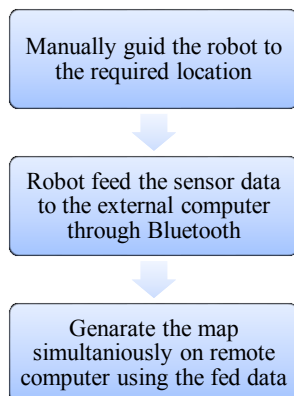 Manually guid the robot to
the required location
Robot feed the sensor data
to the external computer
through Bluetooth
Genarate the map
simultaniously on remote
computer using the fed data